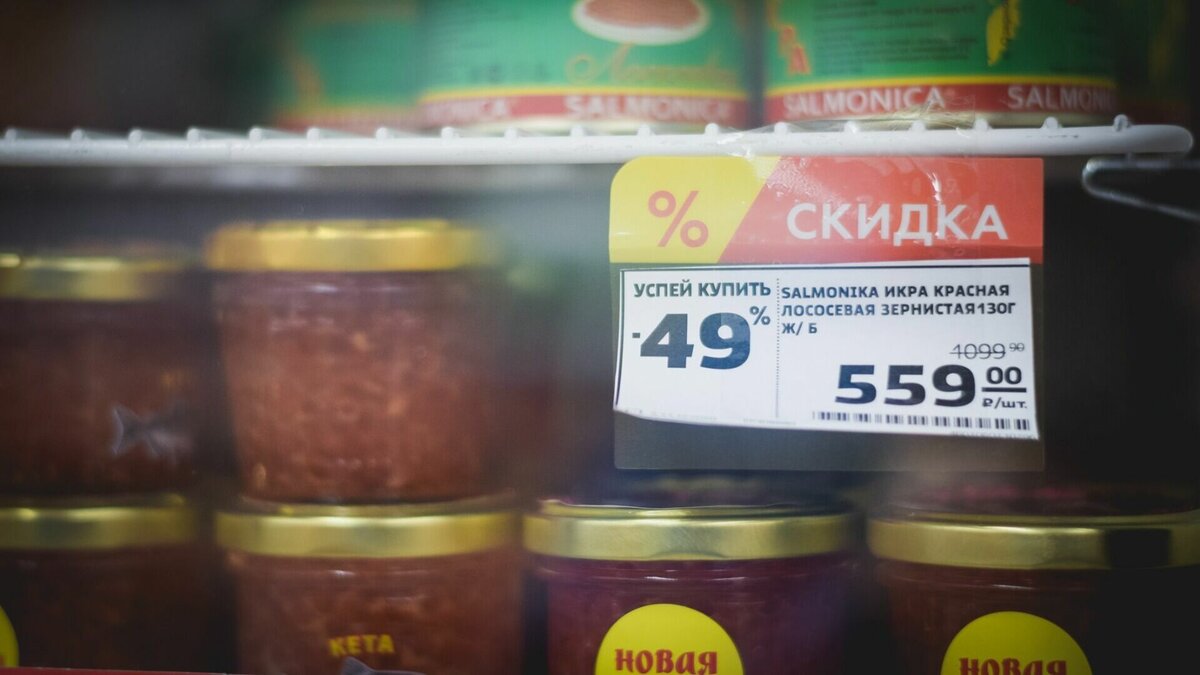 SALMONICA
SALMONICA
SALMONICA
% СКИДКА
УСПЕЙ КУПИТЬ
-49%
SALMONIKA ИКРА КРАСНАЯ
ЛОСОСЕВАЯ ЗЕРНИСТАЯ130Г
Ж/ Б
1099 90
559 00
₽/шт.
КЕТА
НОВАЯ
НОВАЯ